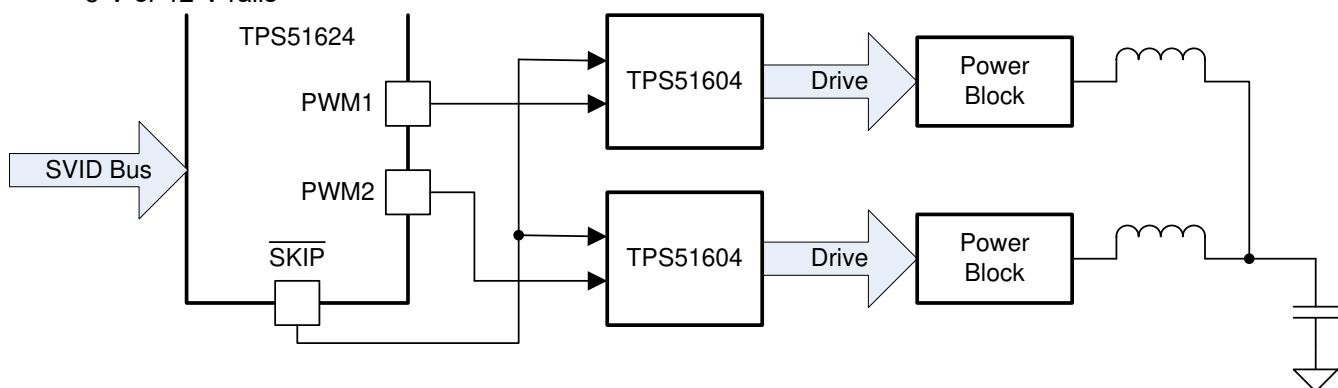 TPS51624
PWM1
PWM2
SKIP
SVID Bus
TPS51604
Drive
Power
Block
TPS51604
Drive
Power
Block